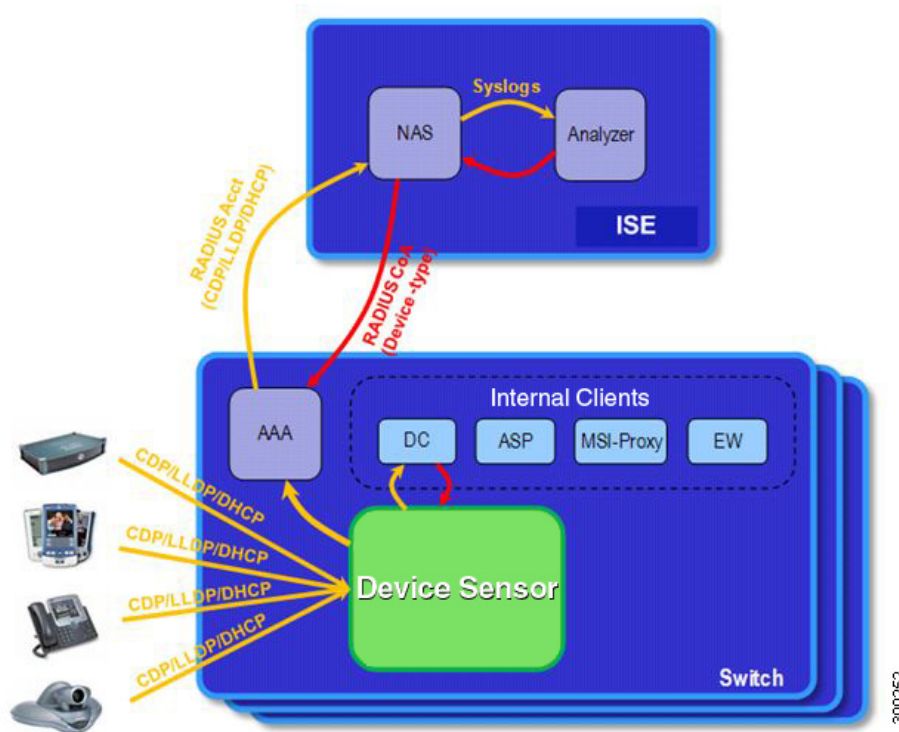 Syslogs
NAS
Analyzer
ISE
RADIUS Acct
(CDP/LLDP/DHCP)
RADIUS CoA
(Device -type)
Internal Clients
AAA
DC
ASP
MSI-Proxy
EW
CDP/LLDP/DHCP
CDP/LLDP/DHCP
CDP/LLDP/DHCP
CDP/LLDP/DHCP
Device Sensor
Switch